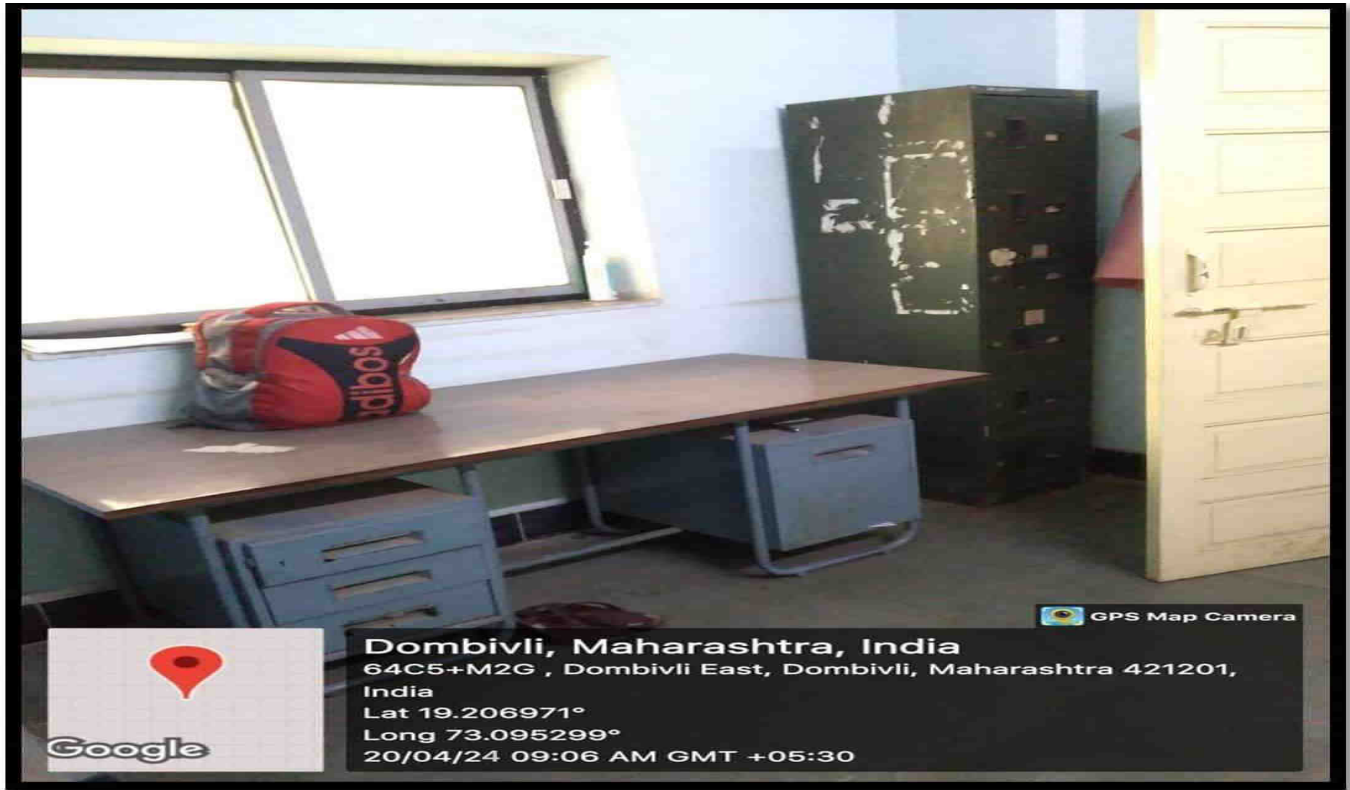 adibos
GPS Map Camera
Dombivli, Maharashtra, India
64C5+M2G , Dombivli East, Dombivli, Maharashtra 421201,
India
Lat 19.206971°
Long 73.095299°
20/04/24 09:06 AM GMT +05:30
Google